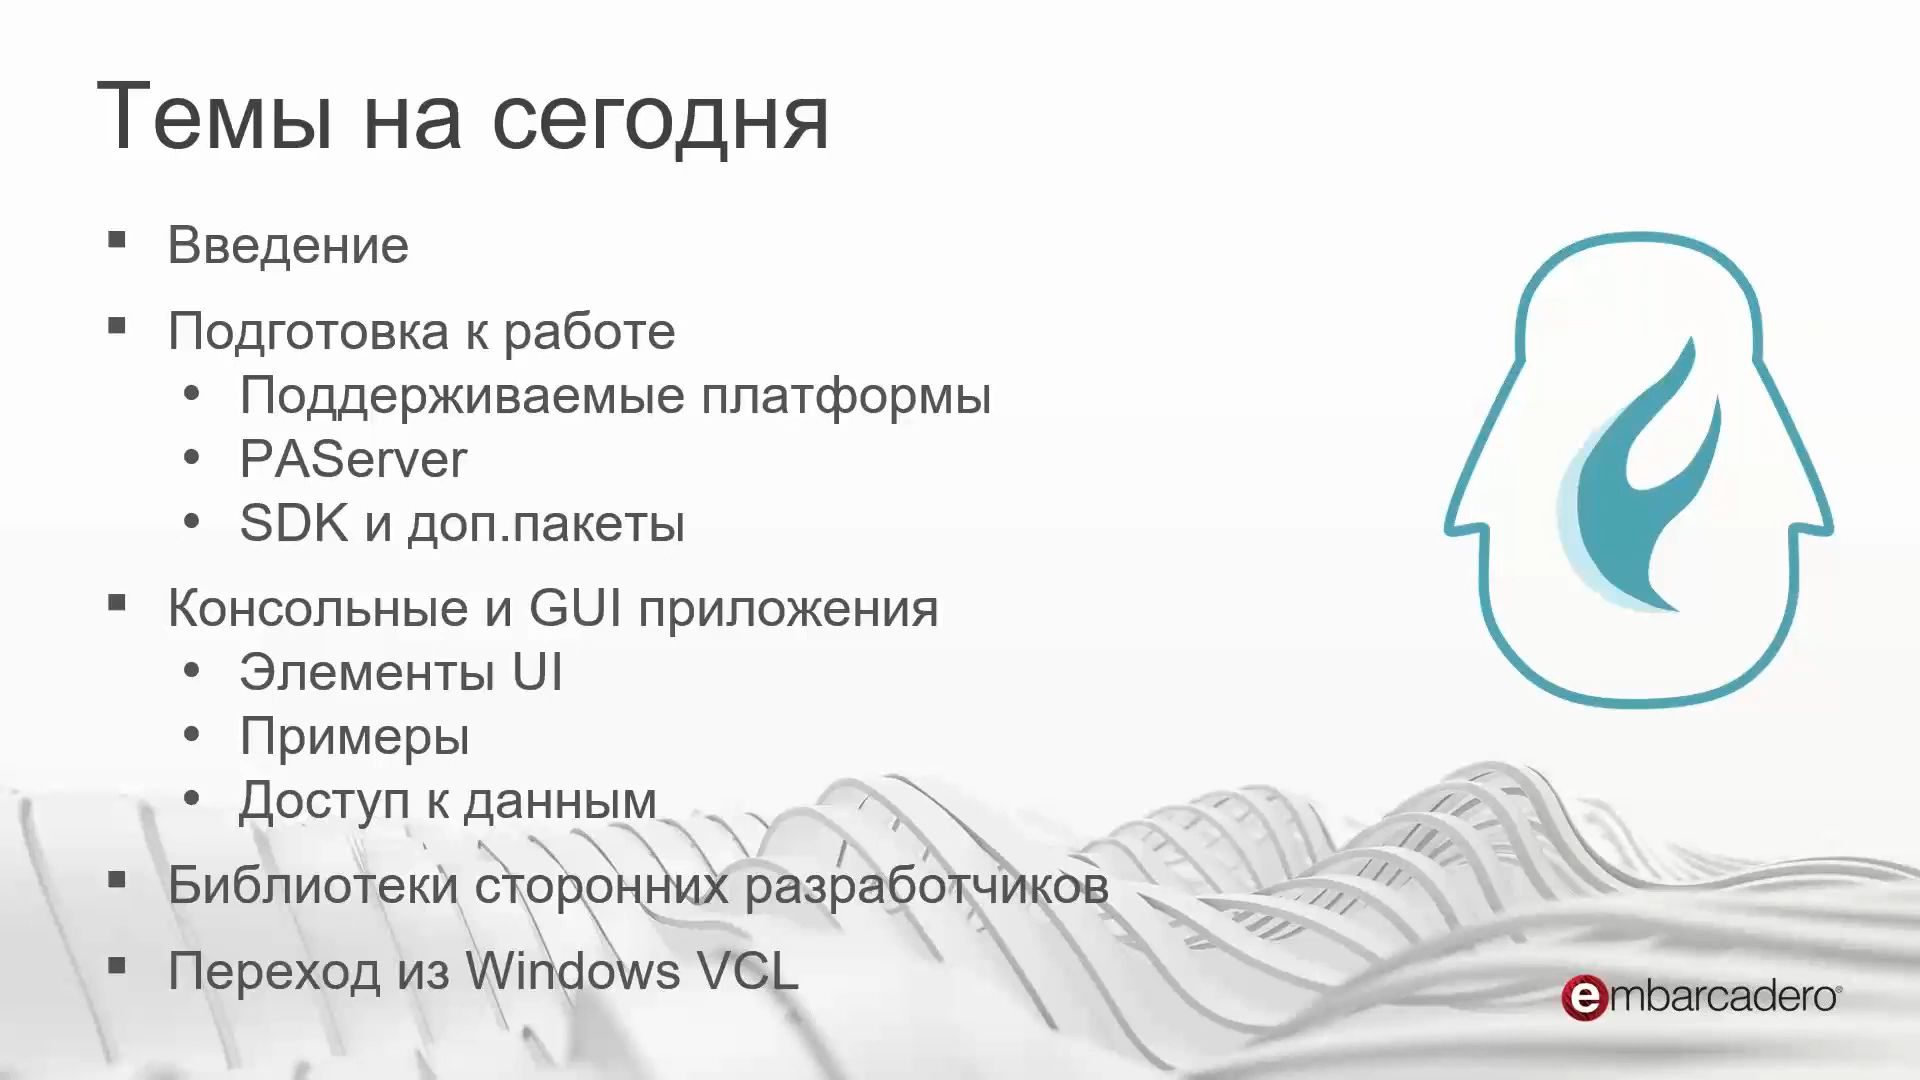 Темы на сегодня
▪ Введение
▪ Подготовка к работе
• Поддерживаемые платформы
• PAServer
• SDK и доп.пакеты
▪ Консольные и GUI приложения
• Элементы UI
• Примеры
• Доступ к данным
▪ Библиотеки сторонних разработчиков
▪ Переход из Windows VCL
embarcadero®